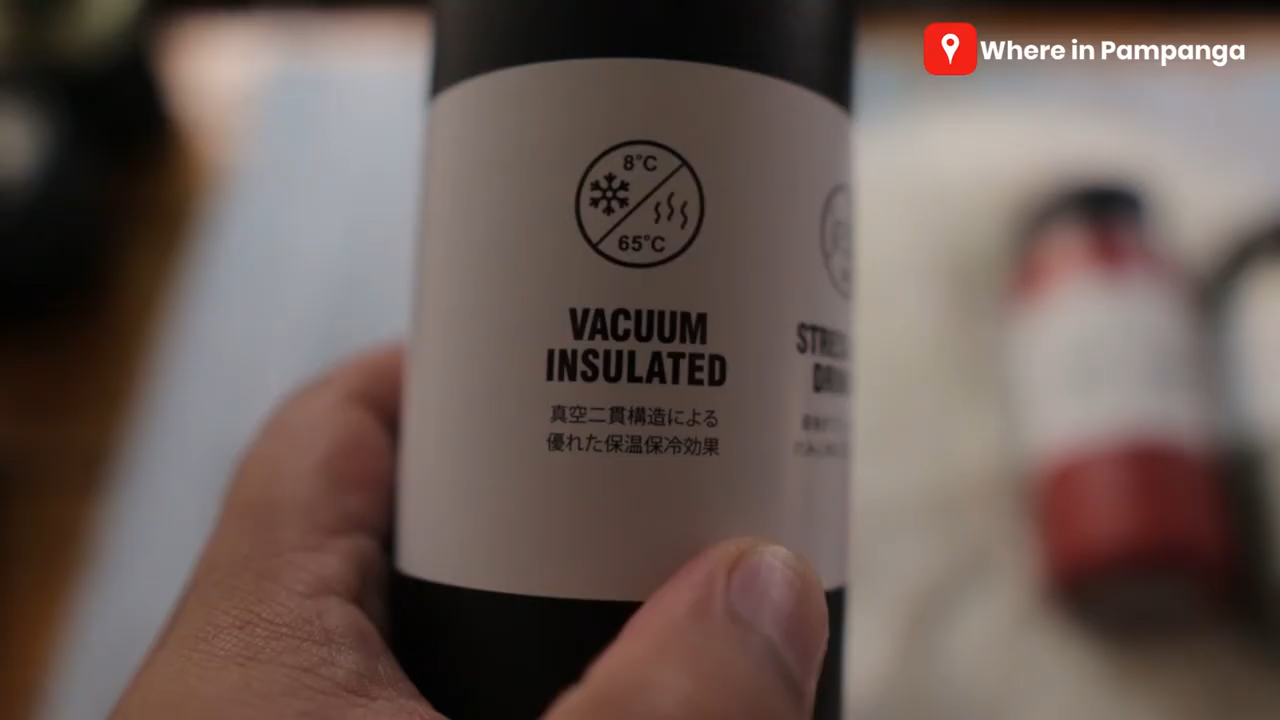 Where in Pampanga
8°C
65°C
VACUUM
INSULATED
真空二貫構造による
優れた保温保冷効果